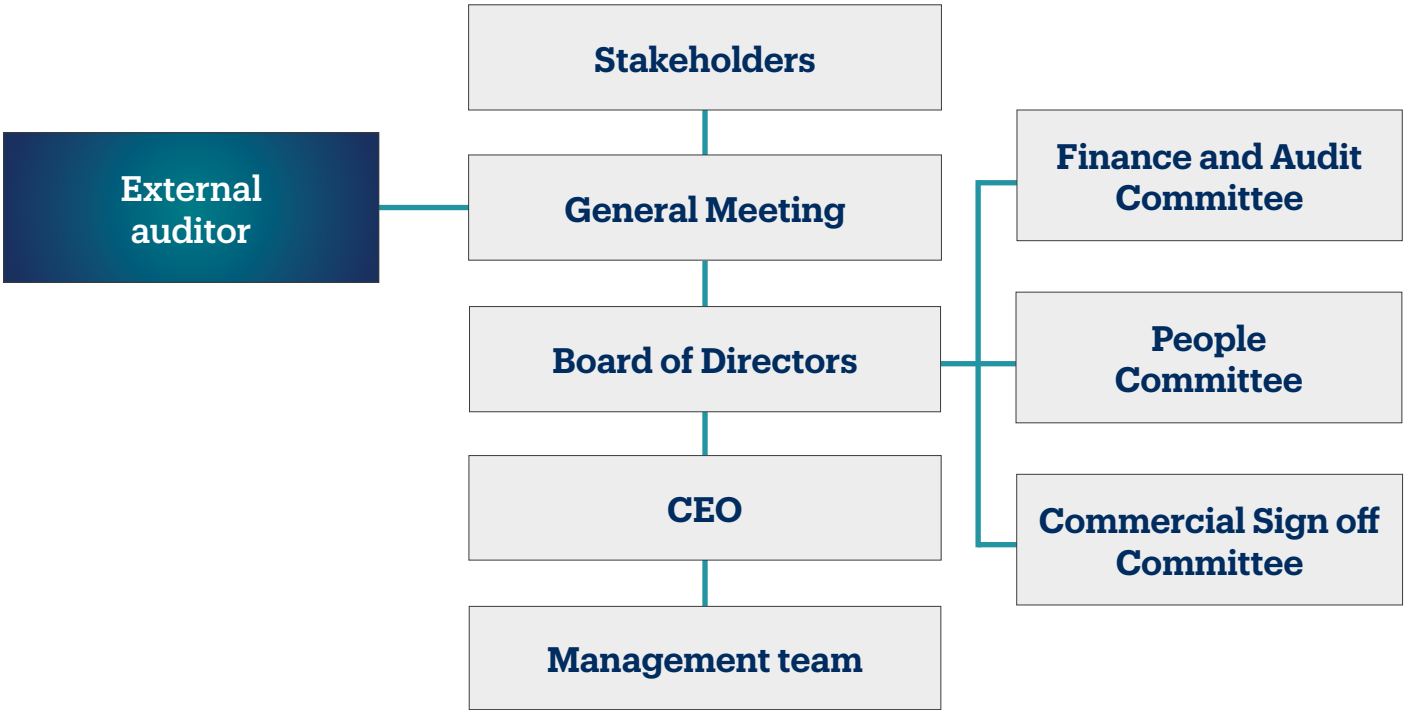 Stakeholders
External
auditor
General Meeting
Finance and Audit
Committee
Board of Directors
People
Committee
CEO
Commercial Sign off
Committee
Management team